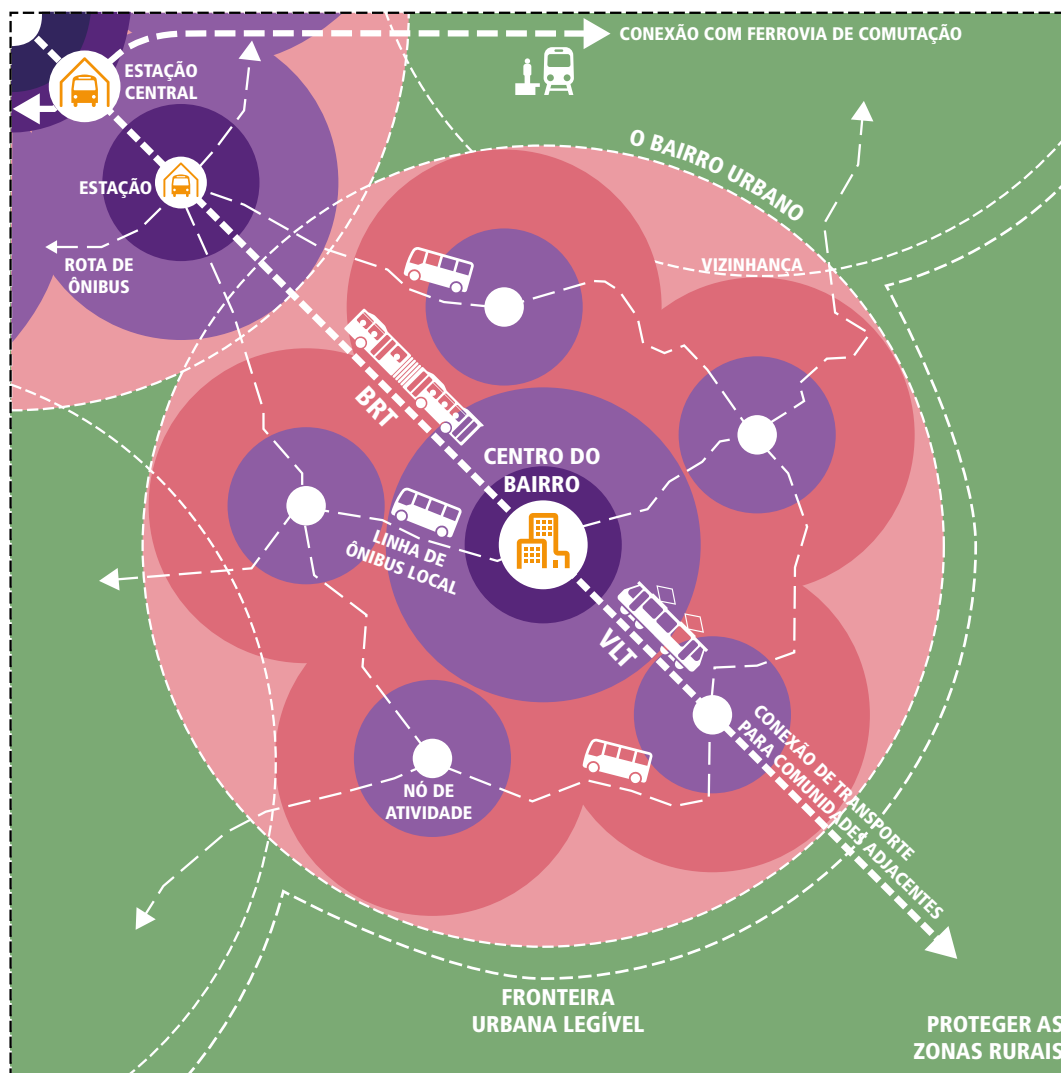 CONEXÃO COM FERROVIA DE COMUTAÇÃO
ESTAÇÃO
CENTRAL
O BAIRRO URBANO
ESTAÇÃO
VIZINHANÇA
ROTA DE
ÔNIBUS
BRT
CENTRO DO
BAIRRO
LINHA DE
ÔNIBUS LOCAL
VLT
CONEXÃO DE TRANSPORTE
PARA COMUNIDADES ADJACENTES
NÓ DE
ATIVIDADE
FRONTEIRA
URBANA LEGÍVEL
PROTEGER AS
ZONAS RURAIS